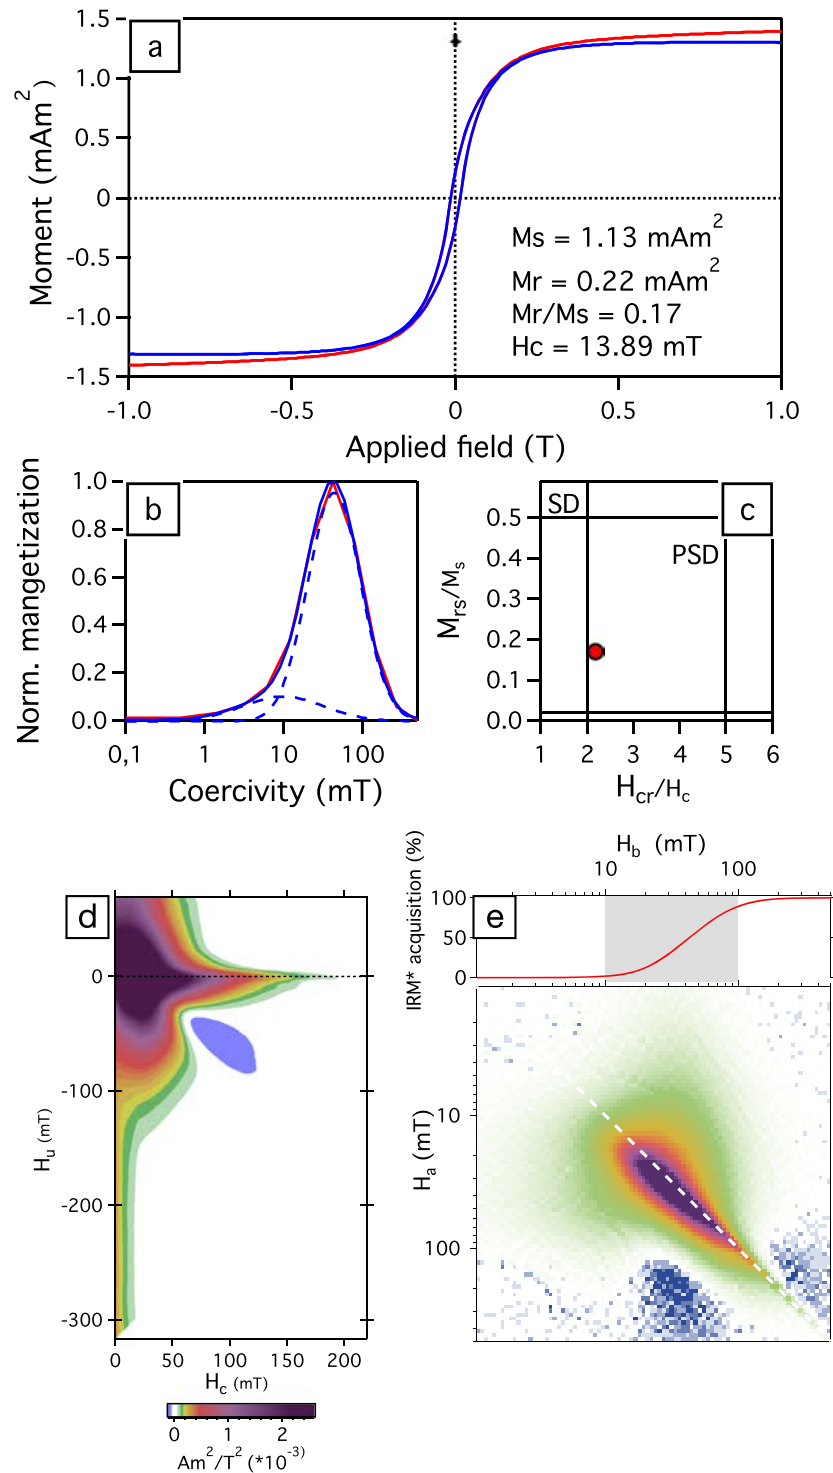 a
1.5
1.0
0.5
0
-0.5
-1.0
-1.5
Moment (mAm2)
Ms = 1.13 mAm2
Mr = 0.22 mAm2
Mr/Ms = 0.17
Hc = 13.89 mT
-1.0 -0.5 0 0.5 1.0
Applied field (T)
b
1.0
0.8
0.6
0.4
0.2
0.0
Norm. mangetization
0,1 1 10 100
Coercivity (mT)
c
SD
PSD
0.5
0.4
0.3
0.2
0.1
0.0
Mrs/Ms
1 2 3 4 5 6
Hcr/Hc
d
0
-100
-200
-300
Hu (mT)
0 50 100 150 200
Hc (mT)
0 1 2
Am2/T2 (*10-3)
Hb (mT)
10 100
e
100
50
0
IRM* acquisition (%)
10
100
Ha (mT)